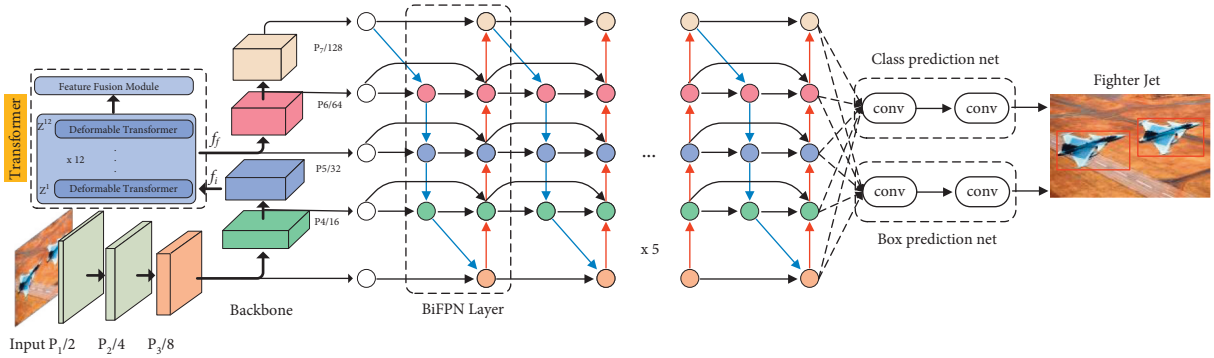 Transformer
Feature Fusion Module
Z12
Deformable Transformer
x 12
.
.
.
Z1
Deformable Transformer
ff
fi
P7/128
P6/64
P5/32
P4/16
Input P1/2
P2/4
P3/8
Backbone
BiFPN Layer
...
x 5
Class prediction net
conv
conv
conv
conv
Box prediction net
Fighter Jet